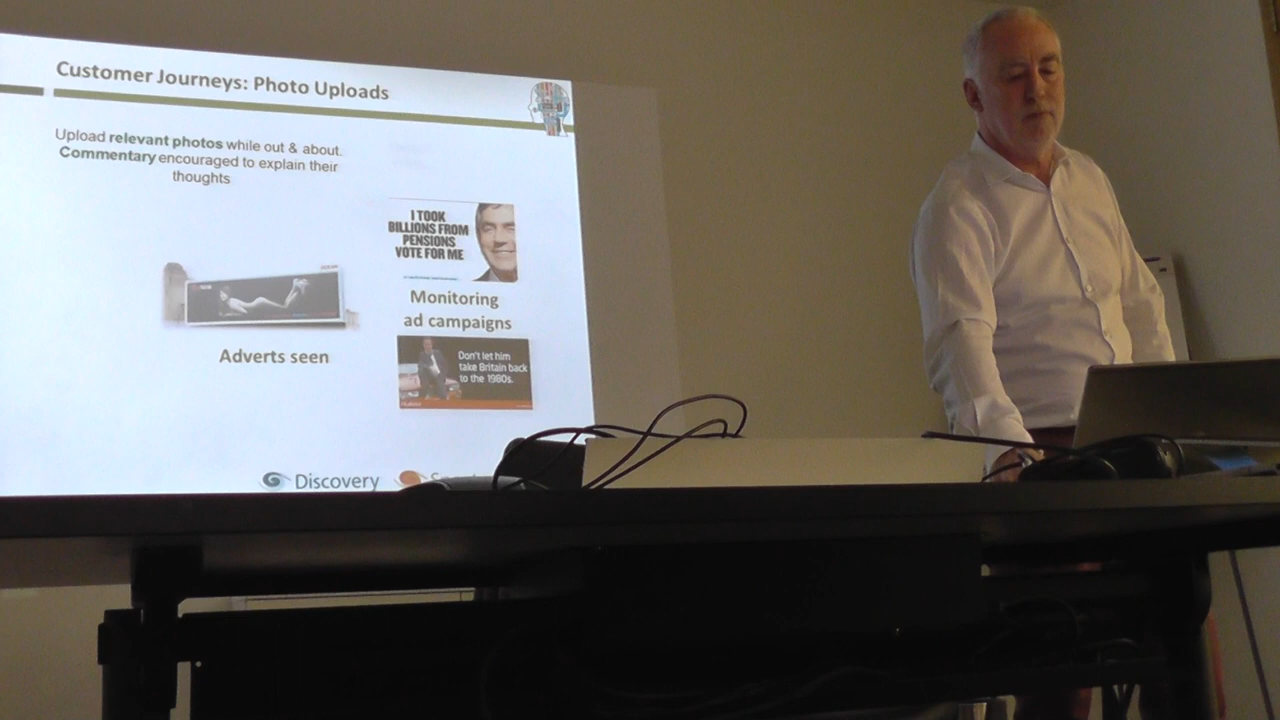 Customer Journeys: Photo Uploads
Upload relevant photos while out & about.
Commentary encouraged to explain their
thoughts
I TOOK
BILLIONS FROM
PENSIONS
VOTE FOR ME
Monitoring
ad campaigns
Adverts seen
Don't let him
take Britain back
to the 1980s.
Discovery